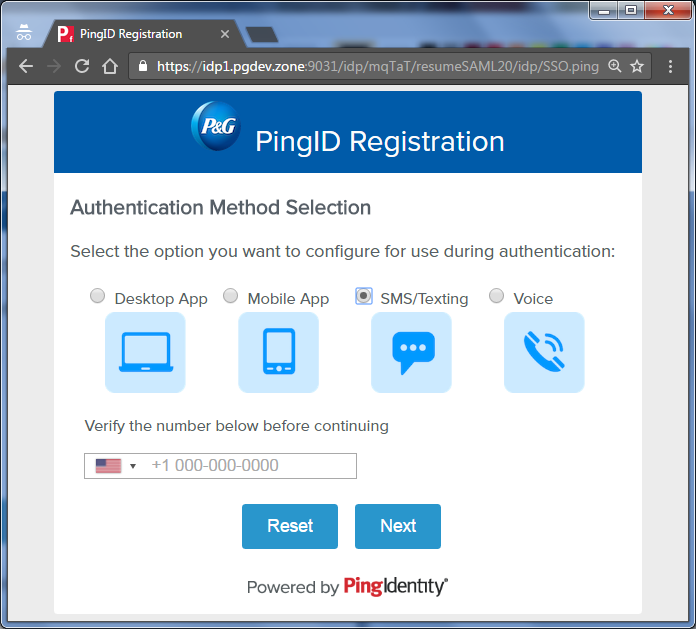 PingID Registration
https://idp1.pgdev.zone:9031/idp/mqTaT/resumeSAML20/idp/SSO.ping
P&G PingID Registration
Authentication Method Selection
Select the option you want to configure for use during authentication:
Desktop App Mobile App SMS/Texting Voice
Verify the number below before continuing
+1 000-000-0000
Reset Next
Powered by PingIdentity®